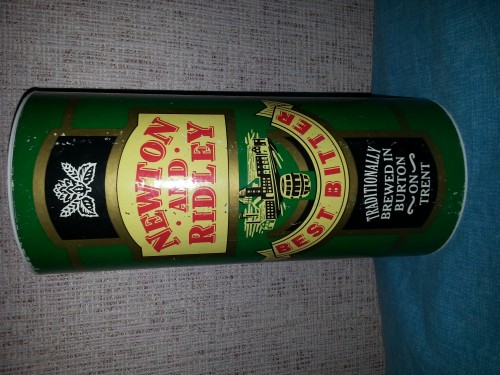 NEWTON
AND
RIDLEY
BEST BITTER
TRADITIONALLY
BREWED IN
BURTON
ON
TRENT